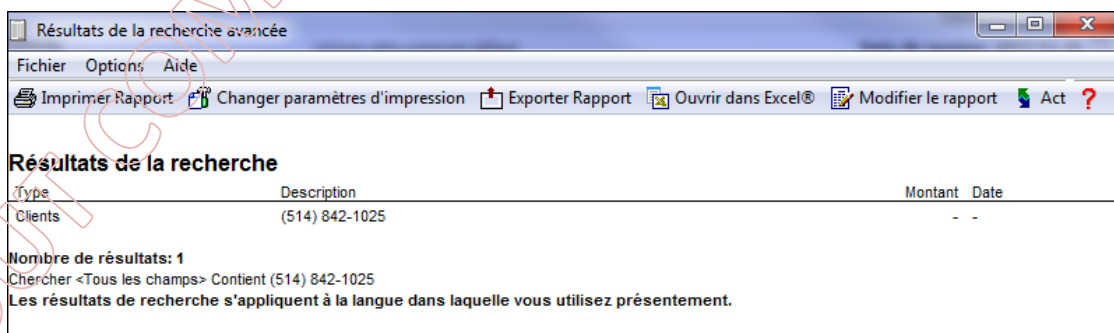 Résultats de la recherche avancée
Fichier Options Aide
Imprimer Rapport Changer paramètres d'impression Exporter Rapport Ouvrir dans Excel® Modifier le rapport Act ?
Résultats de la recherche
Type Description Montant Date
Clients (514) 842-1025 - -
Nombre de résultats: 1
Chercher <Tous les champs> Contient (514) 842-1025
Les résultats de recherche s'appliquent à la langue dans laquelle vous utilisez présentement.